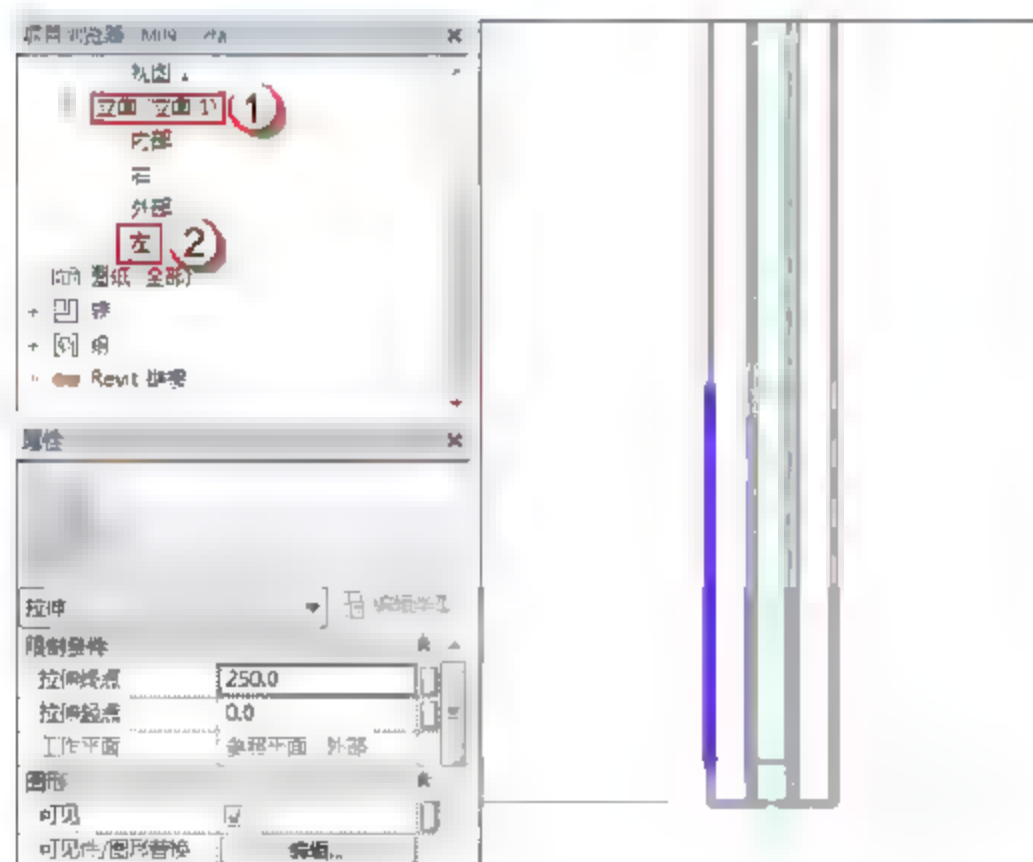 项目浏览器
视图
立面 (立面 1) 1
内部
右
外部
左 2
图纸 (全部)
族
组
Revit 链接
属性
拉伸
编辑类型
限制条件
拉伸终点 250.0
拉伸起点 0.0
工作平面 参照平面 : 外部
图形
可见
可见性/图形替换 编辑...